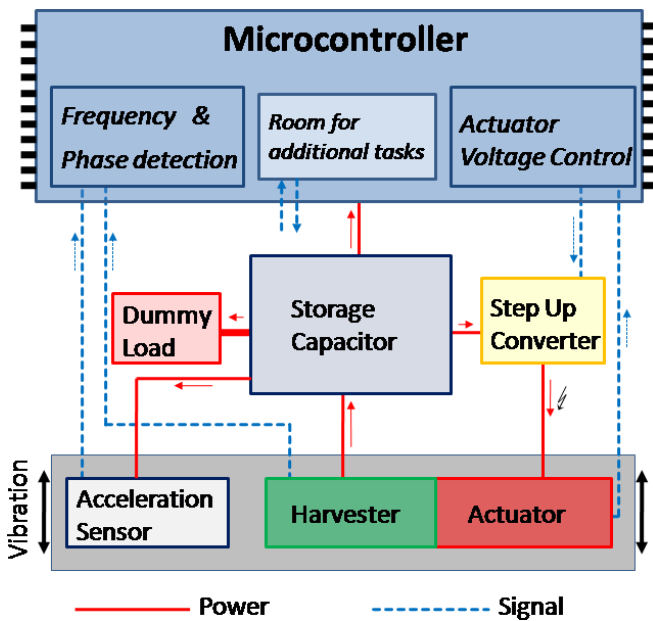 Microcontroller
Frequency &
Phase detection
Room for
additional tasks
Actuator
Voltage Control
Dummy
Load
Storage
Capacitor
Step Up
Converter
Vibration
Acceleration
Sensor
Harvester
Actuator
Power
Signal